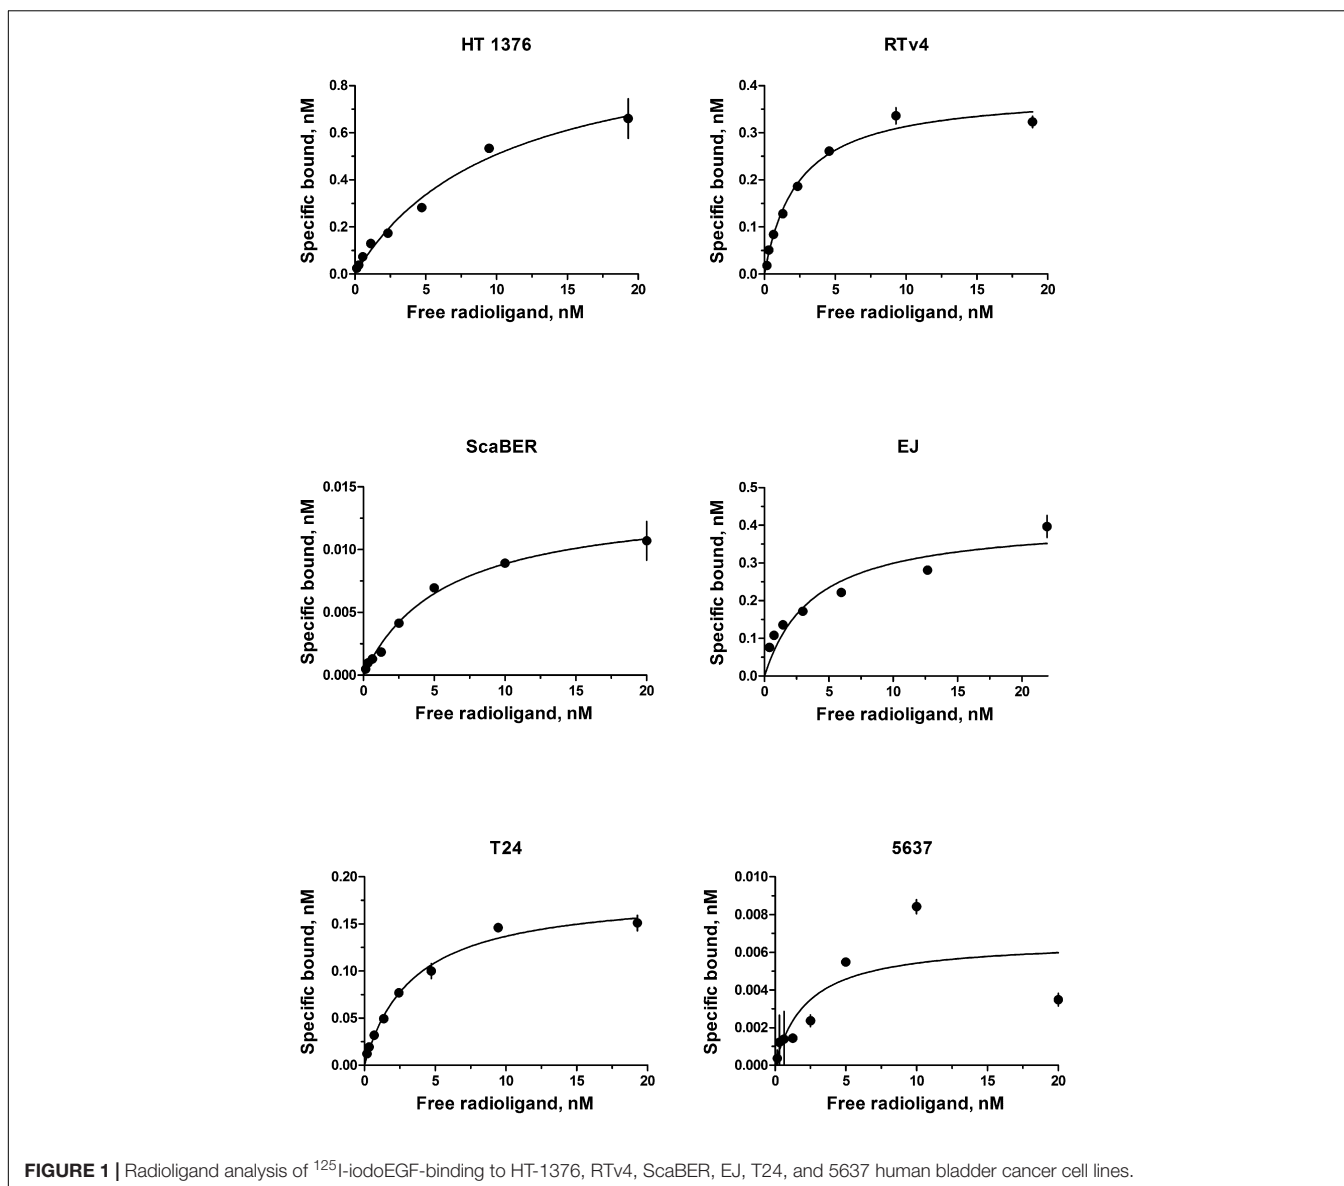 HT 1376
Specific bound, nM
0.8
0.6
0.4
0.2
0.0
0 5 10 15 20
Free radioligand, nM
RTv4
Specific bound, nM
0.4
0.3
0.2
0.1
0.0
0 5 10 15 20
Free radioligand, nM
ScaBER
Specific bound, nM
0.015
0.010
0.005
0.000
0 5 10 15 20
Free radioligand, nM
EJ
Specific bound, nM
0.5
0.4
0.3
0.2
0.1
0.0
0 5 10 15 20
Free radioligand, nM
T24
Specific bound, nM
0.20
0.15
0.10
0.05
0.00
0 5 10 15 20
Free radioligand, nM
5637
Specific bound, nM
0.010
0.008
0.006
0.004
0.002
0.000
0 5 10 15 20
Free radioligand, nM
FIGURE 1 | Radioligand analysis of ¹²⁵I-iodoEGF-binding to HT-1376, RTv4, ScaBER, EJ, T24, and 5637 human bladder cancer cell lines.